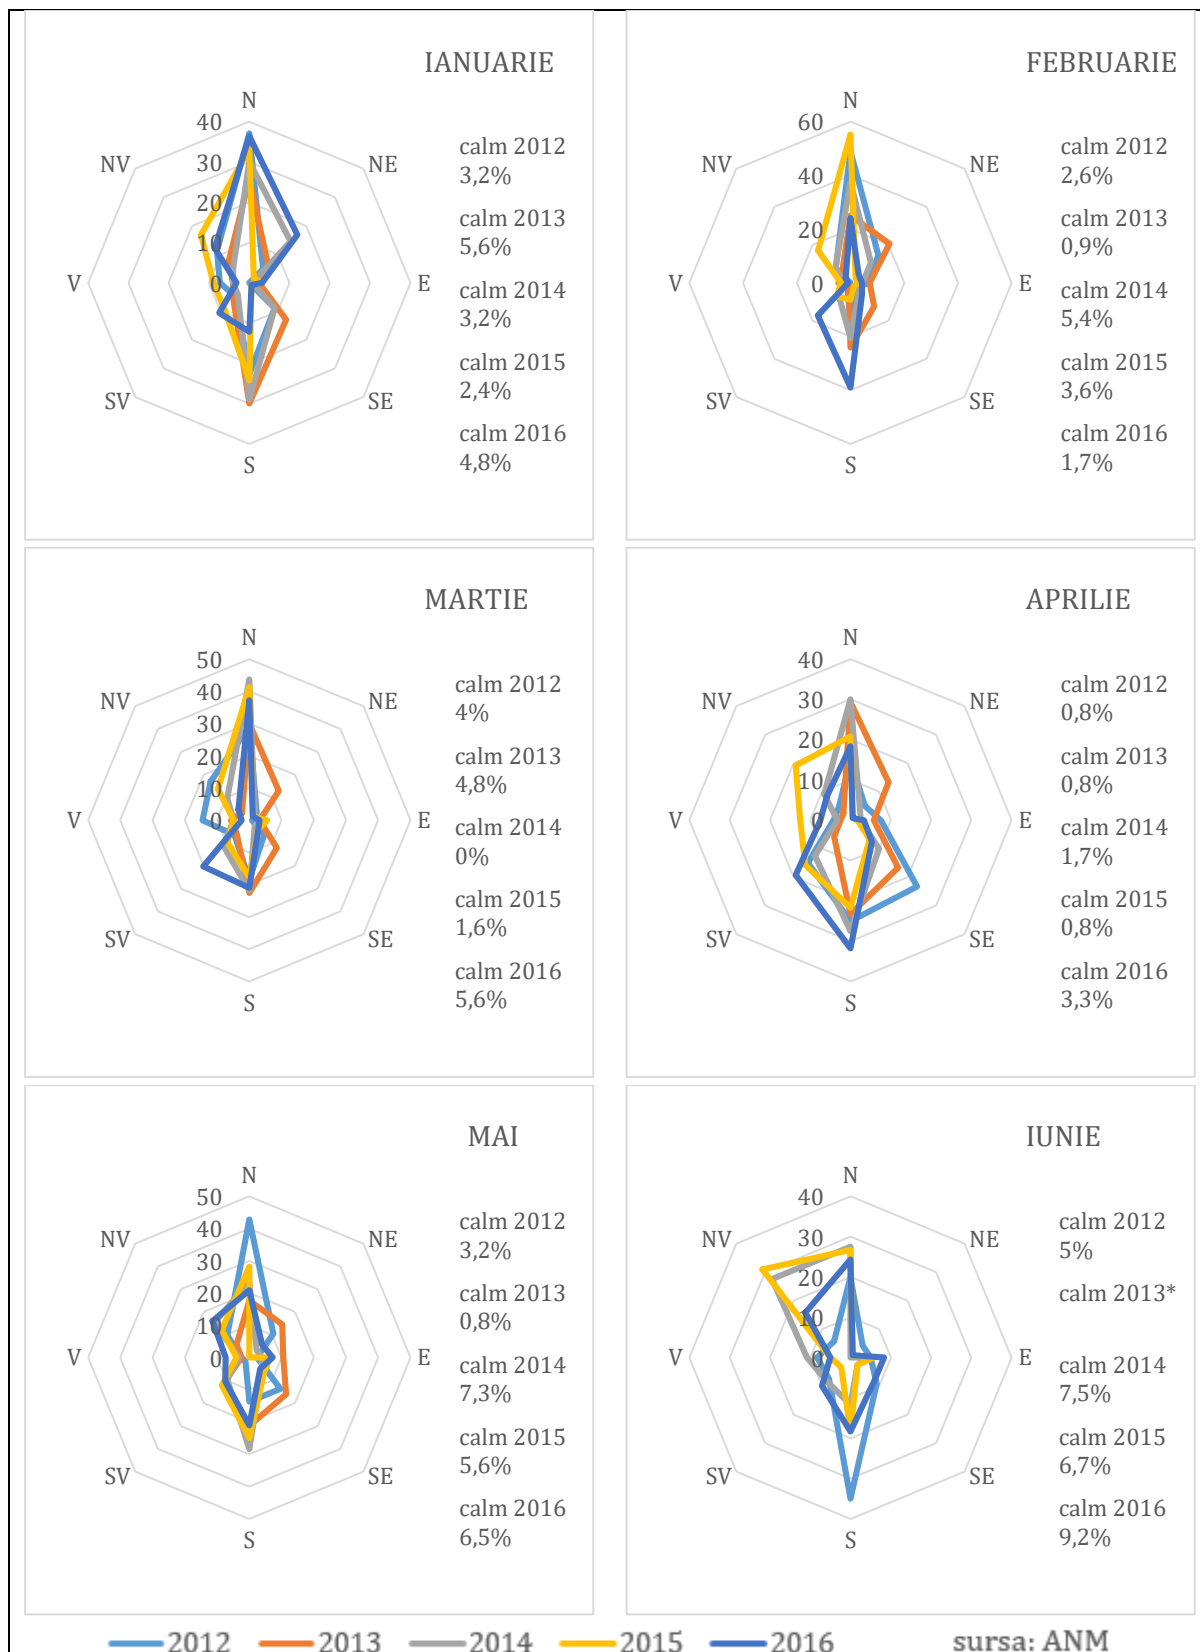 IANUARIE
N
40
NV
NE
30
20
10
V
0
E
SV
SE
S
calm 2012
3,2%
calm 2013
5,6%
calm 2014
3,2%
calm 2015
2,4%
calm 2016
4,8%
FEBRUARIE
N
60
NV
NE
40
20
0
E
V
SV
SE
S
calm 2012
2,6%
calm 2013
0,9%
calm 2014
5,4%
calm 2015
3,6%
calm 2016
1,7%
MARTIE
N
50
NV
NE
40
30
20
10
V
0
E
SV
SE
S
calm 2012
4%
calm 2013
4,8%
calm 2014
0%
calm 2015
1,6%
calm 2016
5,6%
APRILIE
N
40
NV
NE
30
20
10
V
0
E
SV
SE
S
calm 2012
0,8%
calm 2013
0,8%
calm 2014
1,7%
calm 2015
0,8%
calm 2016
3,3%
MAI
N
50
NV
NE
40
30
20
10
V
0
E
SV
SE
S
calm 2012
3,2%
calm 2013
0,8%
calm 2014
7,3%
calm 2015
5,6%
calm 2016
6,5%
IUNIE
N
40
NV
NE
30
20
10
V
0
E
SV
SE
S
calm 2012
5%
calm 2013*
calm 2014
7,5%
calm 2015
6,7%
calm 2016
9,2%
2012 2013 2014 2015 2016 sursa: ANM